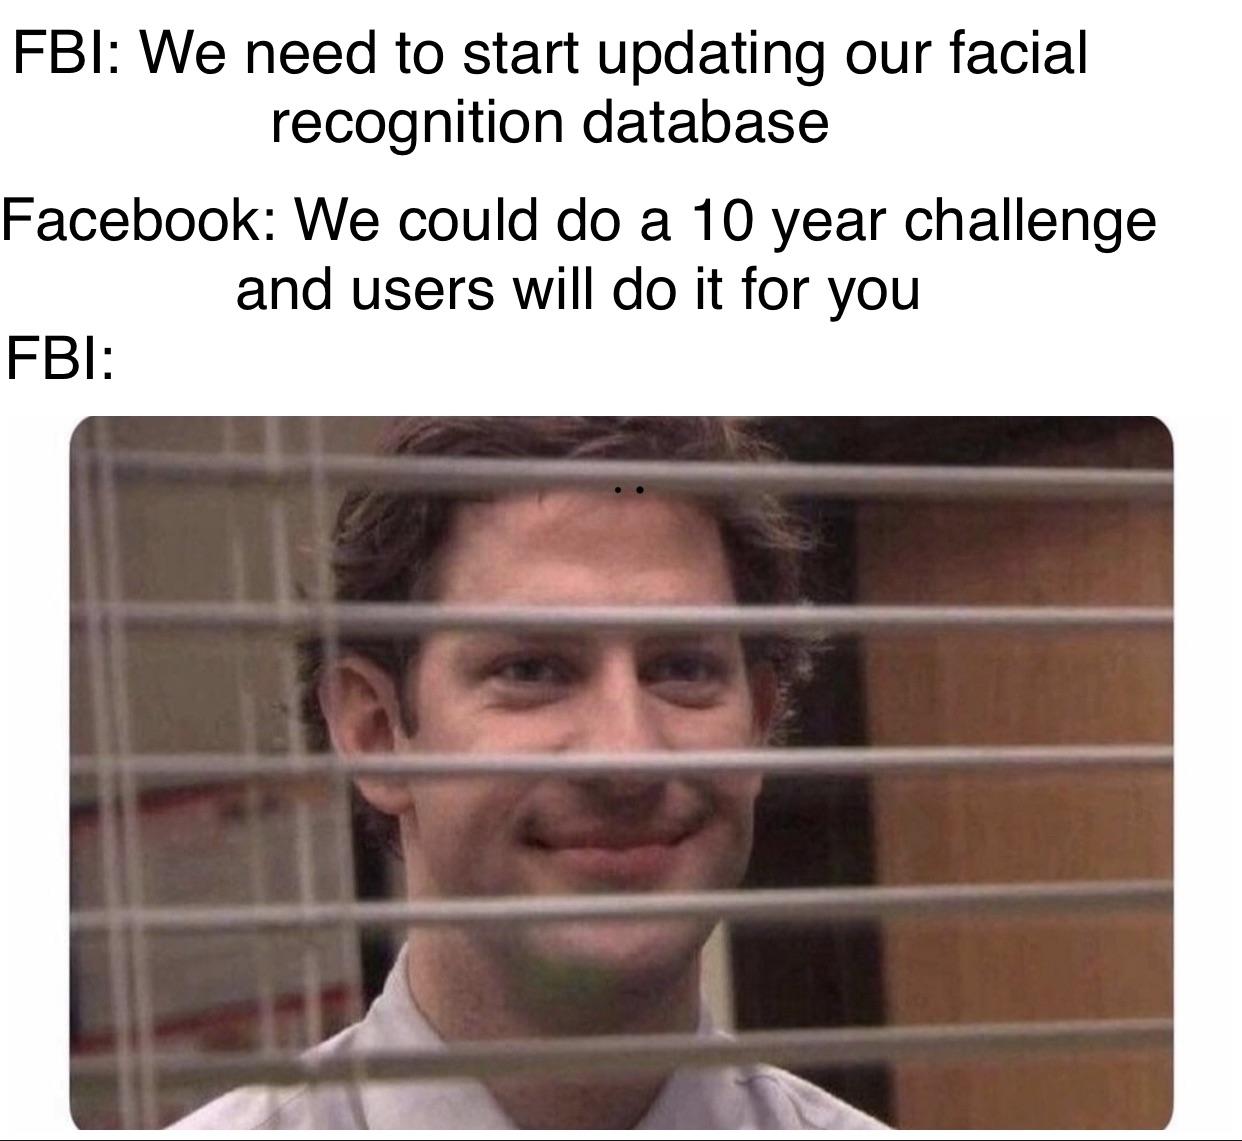 FBI: We need to start updating our facial
recognition database
Facebook: We could do a 10 year challenge
and users will do it for you
FBI:
. .